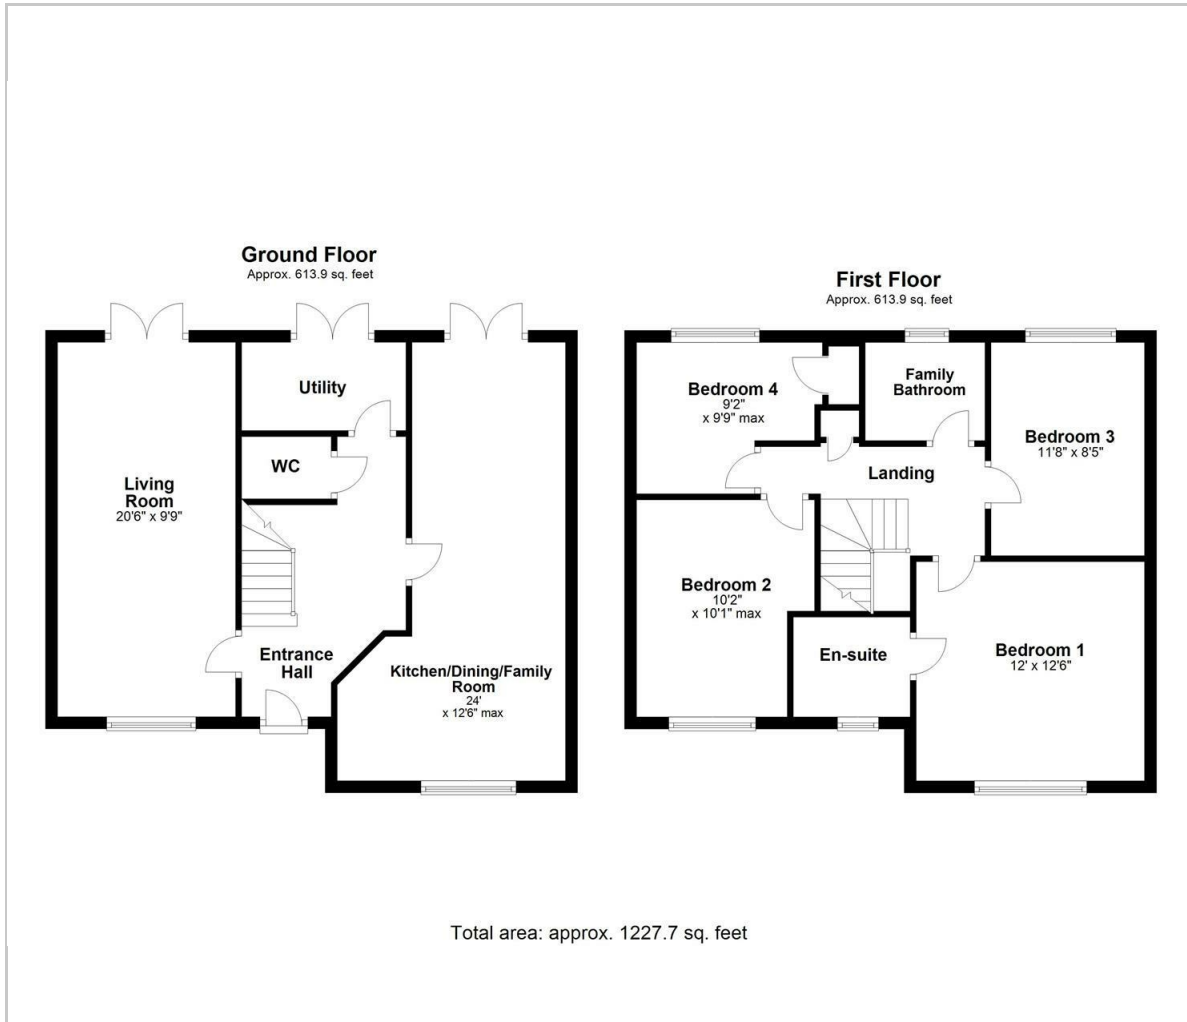 Ground Floor
Approx. 613.9 sq. feet
Utility
WC
Living
Room
20'6" x 9'9"
Entrance
Hall
Kitchen/Dining/Family
Room
24'
x 12'6" max
First Floor
Approx. 613.9 sq. feet
Bedroom 4
9'2"
x 9'9" max
Family
Bathroom
Bedroom 3
11'8" x 8'5"
Landing
Bedroom 2
10'2"
x 10'1" max
En-suite
Bedroom 1
12' x 12'6"
Total area: approx. 1227.7 sq. feet